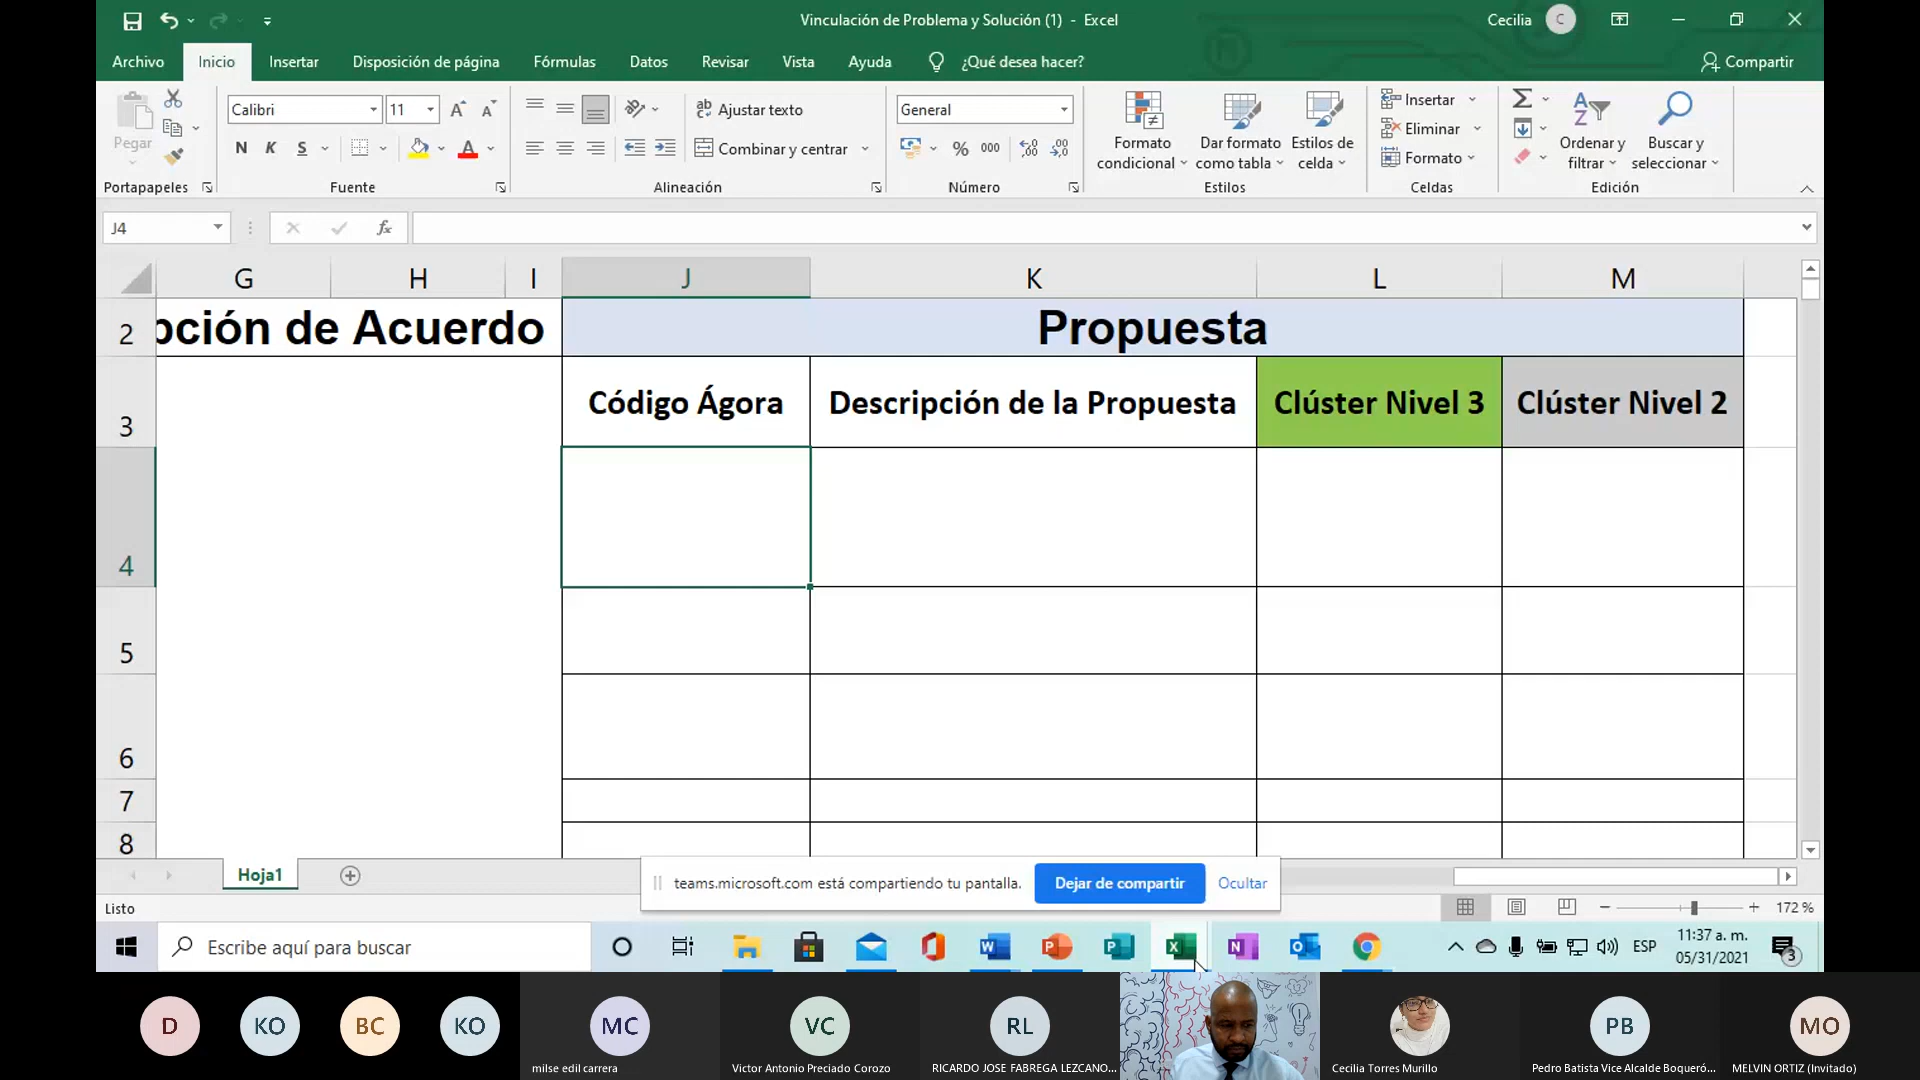 Vinculación de Problema y Solución (1) - Excel
Cecilia
C
Archivo
Inicio
Insertar
Disposición de página
Fórmulas
Datos
Revisar
Vista
Ayuda
¿Qué desea hacer?
Compartir
Pegar
Portapapeles
Calibri
11
N K S
Fuente
Ajustar texto
Combinar y centrar
Alineación
General
% 000
Número
Formato condicional
Dar formato como tabla
Estilos de celda
Estilos
Insertar
Eliminar
Formato
Celdas
Ordenar y filtrar
Buscar y seleccionar
Edición
J4
fx
G H I J K L M
2 pción de Acuerdo Propuesta
3 Código Ágora Descripción de la Propuesta Clúster Nivel 3 Clúster Nivel 2
4
5
6
7
8
Hoja1
teams.microsoft.com está compartiendo tu pantalla.
Dejar de compartir
Ocultar
Listo
172 %
Escribe aquí para buscar
ESP
11:37 a. m.
05/31/2021
3
D
KO
BC
KO
MC
milse edil carrera
VC
Victor Antonio Preciado Corozo
RL
RICARDO JOSE FABREGA LEZCANO...
Cecilia Torres Murillo
PB
Pedro Batista Vice Alcalde Boqueró...
MO
MELVIN ORTIZ (Invitado)